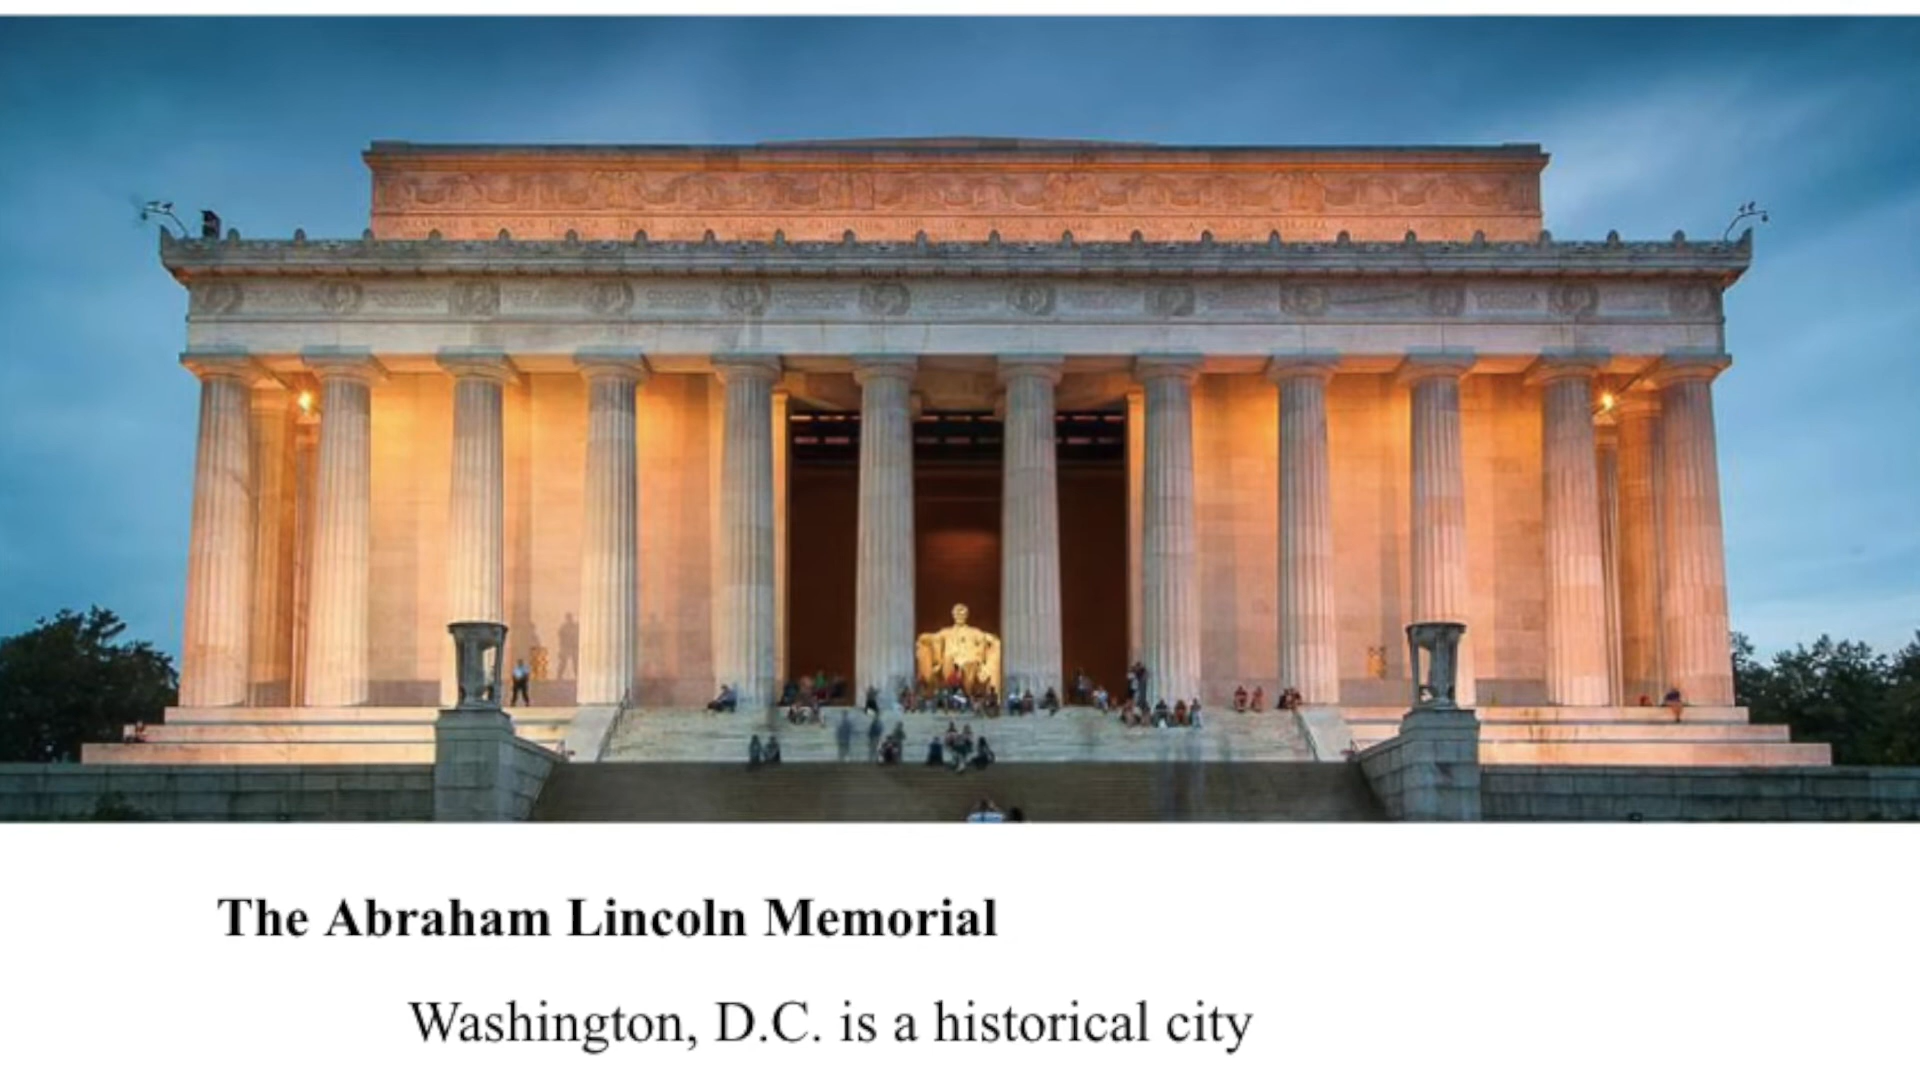 The Abraham Lincoln Memorial
Washington, D.C. is a historical city